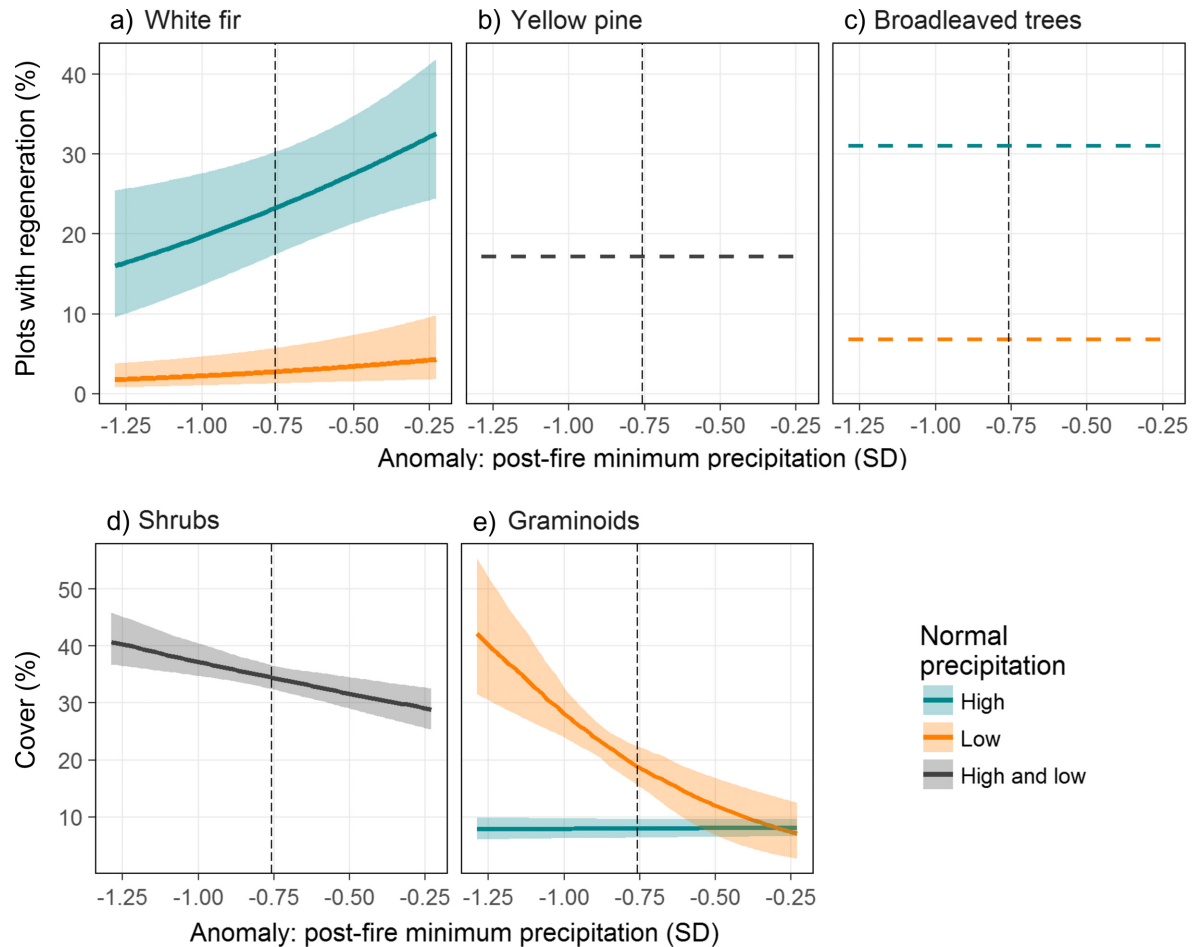 a) White fir
b) Yellow pine
c) Broadleaved trees
Plots with regeneration (%)
40
30
20
10
0
-1.25 -1.00 -0.75 -0.50 -0.25
-1.25 -1.00 -0.75 -0.50 -0.25
-1.25 -1.00 -0.75 -0.50 -0.25
Anomaly: post-fire minimum precipitation (SD)
d) Shrubs
e) Graminoids
Cover (%)
50
40
30
20
10
-1.25 -1.00 -0.75 -0.50 -0.25
-1.25 -1.00 -0.75 -0.50 -0.25
Anomaly: post-fire minimum precipitation (SD)
Normal
precipitation
High
Low
High and low